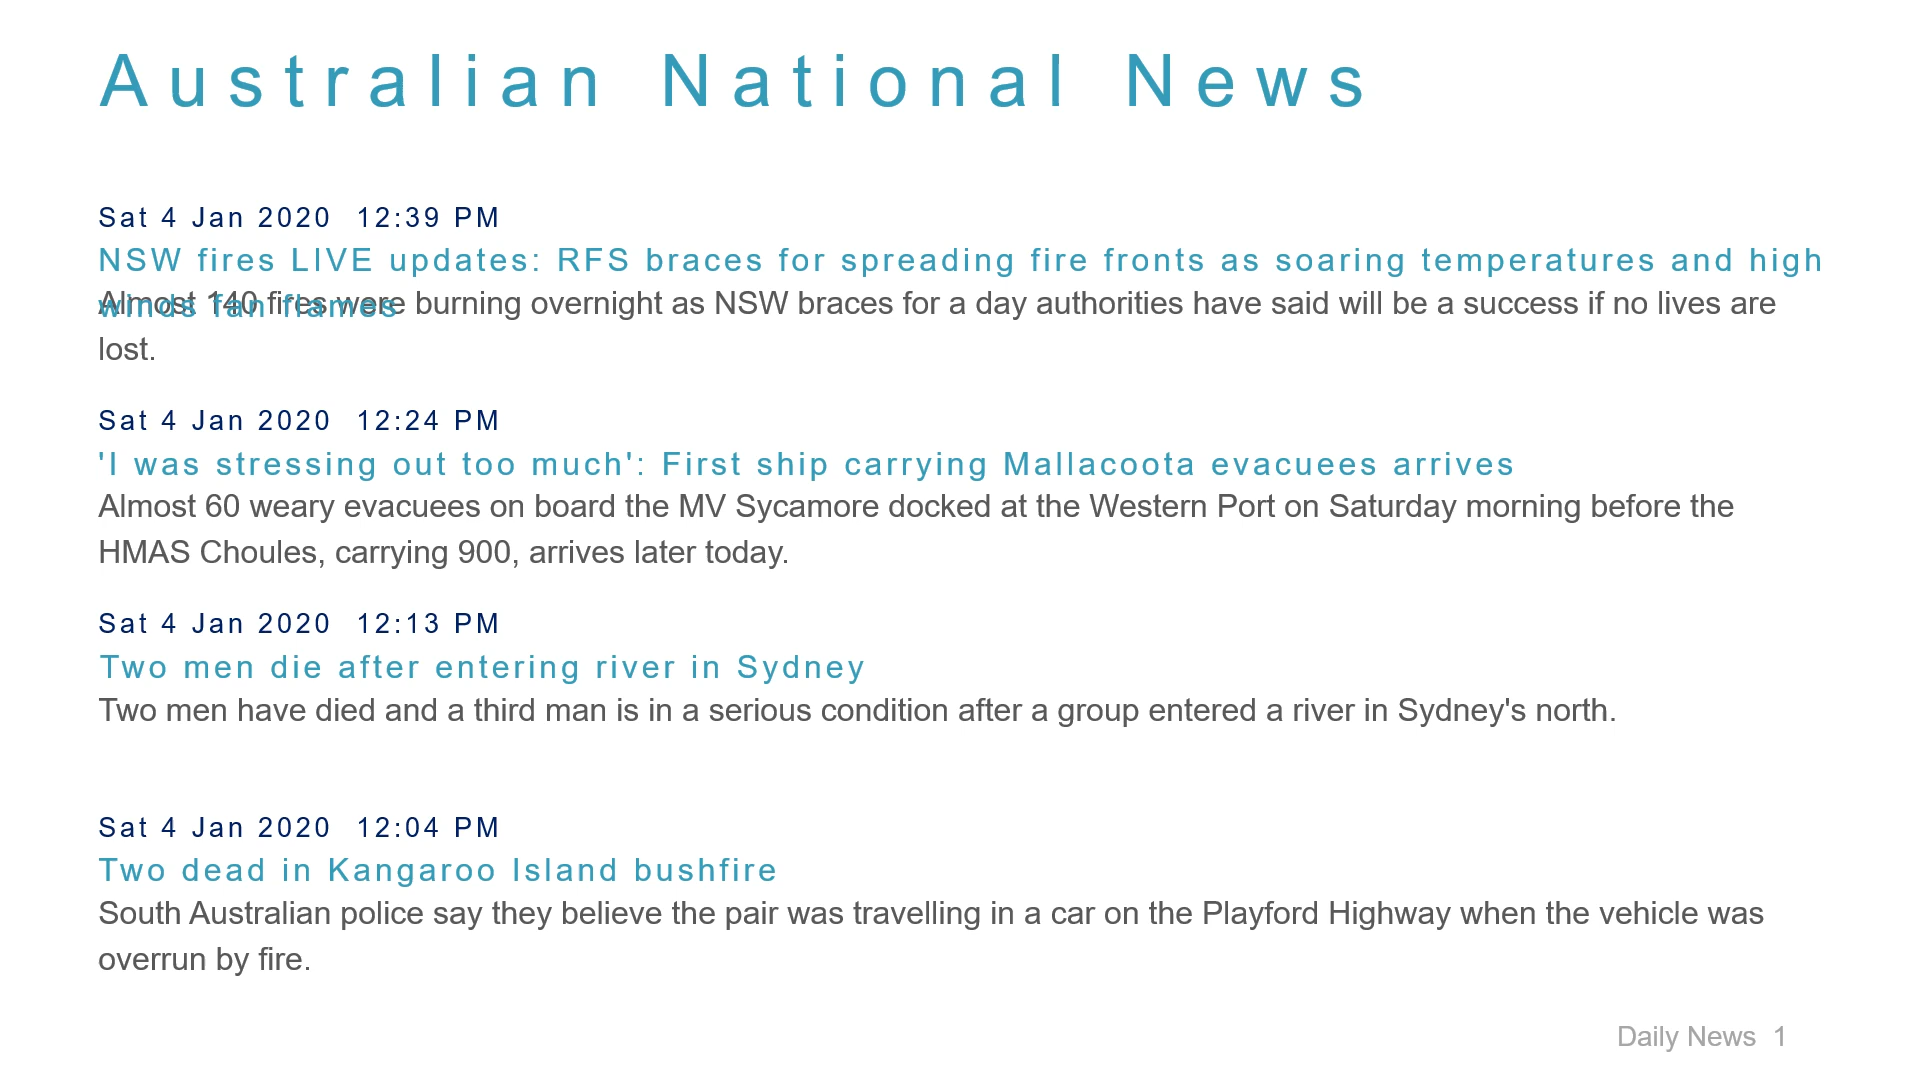 Australian National News
Sat 4 Jan 2020 12:39 PM
NSW fires LIVE updates: RFS braces for spreading fire fronts as soaring temperatures and high
winds fan flames
Almost 140 fires were burning overnight as NSW braces for a day authorities have said will be a success if no lives are
lost.
Sat 4 Jan 2020 12:24 PM
'I was stressing out too much': First ship carrying Mallacoota evacuees arrives
Almost 60 weary evacuees on board the MV Sycamore docked at the Western Port on Saturday morning before the
HMAS Choules, carrying 900, arrives later today.
Sat 4 Jan 2020 12:13 PM
Two men die after entering river in Sydney
Two men have died and a third man is in a serious condition after a group entered a river in Sydney's north.
Sat 4 Jan 2020 12:04 PM
Two dead in Kangaroo Island bushfire
South Australian police say they believe the pair was travelling in a car on the Playford Highway when the vehicle was
overrun by fire.
Daily News 1